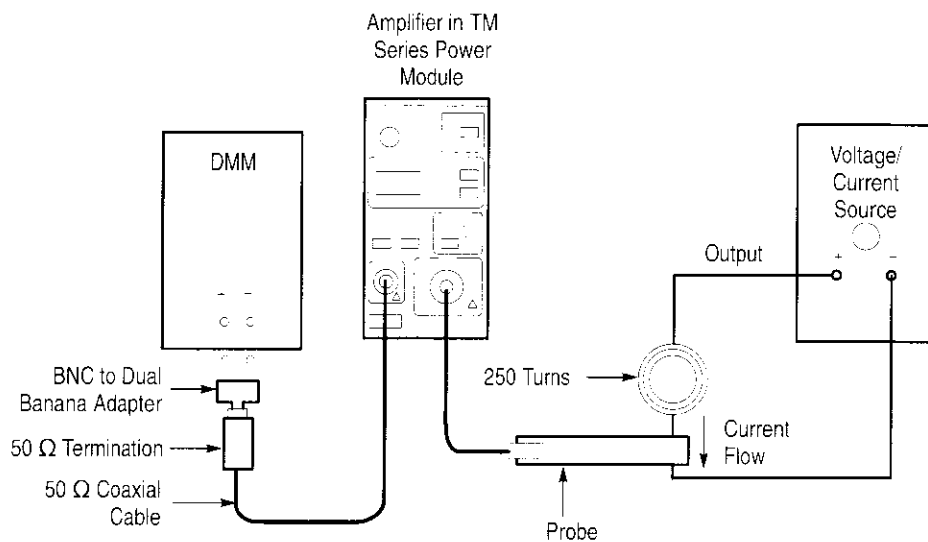 Amplifier in TM
Series Power
Module
DMM
Voltage/
Current
Source
+ −
Output
BNC to Dual
Banana Adapter
250 Turns
50 Ω Termination
Current
Flow
50 Ω Coaxial
Cable
Probe